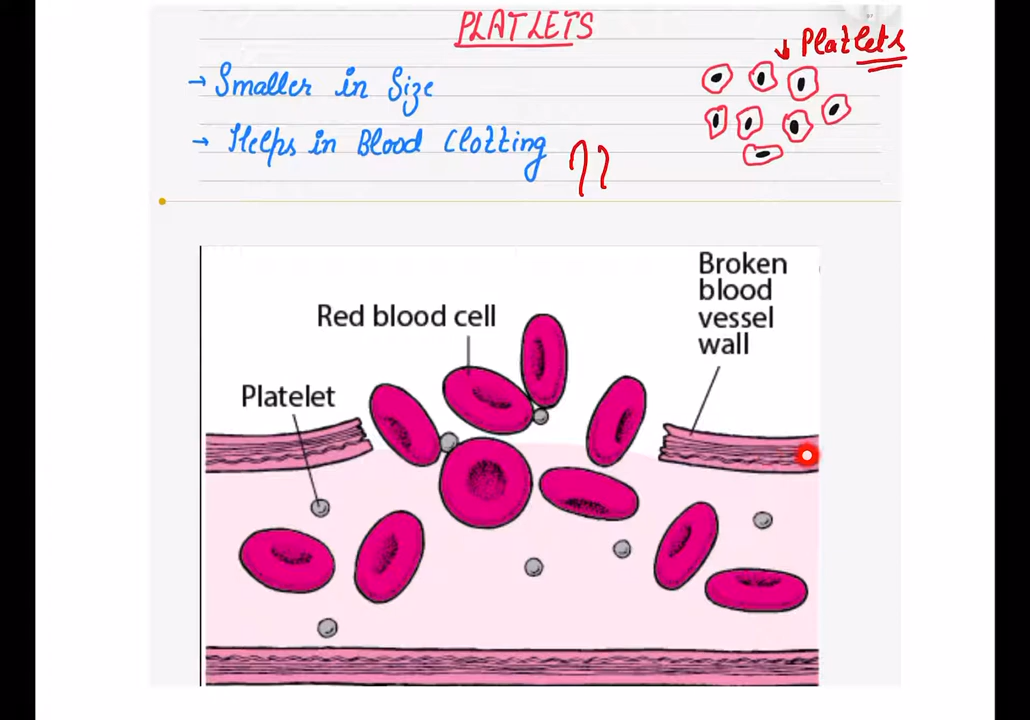 PLATLETS
↓ Platlets
→ Smaller in Size
→ Helps in Blood Clotting
Broken
blood
vessel
wall
Red blood cell
Platelet